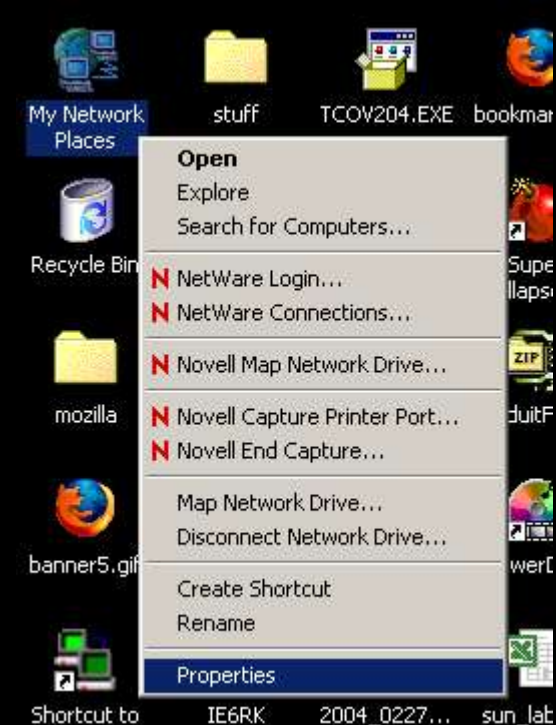 My Network
Places
stuff
TCOV204.EXE
bookmar
Open
Explore
Search for Computers...
N NetWare Login...
N NetWare Connections...
N Novell Map Network Drive...
N Novell Capture Printer Port...
N Novell End Capture...
Map Network Drive...
Disconnect Network Drive...
Create Shortcut
Rename
Properties
Recycle Bin
Supe
llaps
mozilla
ZIP
duitF
banner5.gif
werD
Shortcut to
IE6RK
2004_0227...
sun_lab